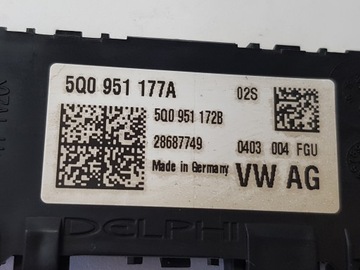 5Q0 951 177A 02S
5Q0 951 172B
28687749 0403 004 FGU
Made in Germany VW AG
DELPHI